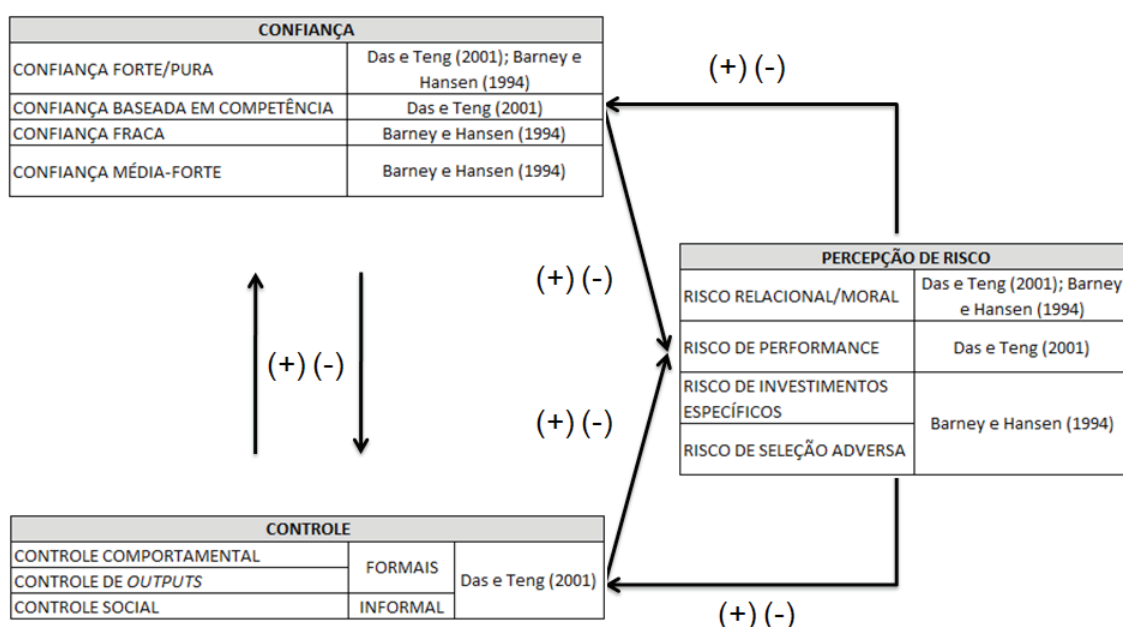 CONFIANÇA
CONFIANÇA FORTE/PURA
Das e Teng (2001); Barney e
Hansen (1994)
CONFIANÇA BASEADA EM COMPETÊNCIA
Das e Teng (2001)
CONFIANÇA FRACA
Barney e Hansen (1994)
CONFIANÇA MÉDIA-FORTE
Barney e Hansen (1994)
(+) (-)
(+) (-)
PERCEPÇÃO DE RISCO
RISCO RELACIONAL/MORAL
Das e Teng (2001); Barney
e Hansen (1994)
RISCO DE PERFORMANCE
Das e Teng (2001)
RISCO DE INVESTIMENTOS
ESPECÍFICOS
RISCO DE SELEÇÃO ADVERSA
Barney e Hansen (1994)
(+) (-)
(+) (-)
CONTROLE
CONTROLE COMPORTAMENTAL
CONTROLE DE OUTPUTS
FORMAIS
CONTROLE SOCIAL
INFORMAL
Das e Teng (2001)
(+) (-)